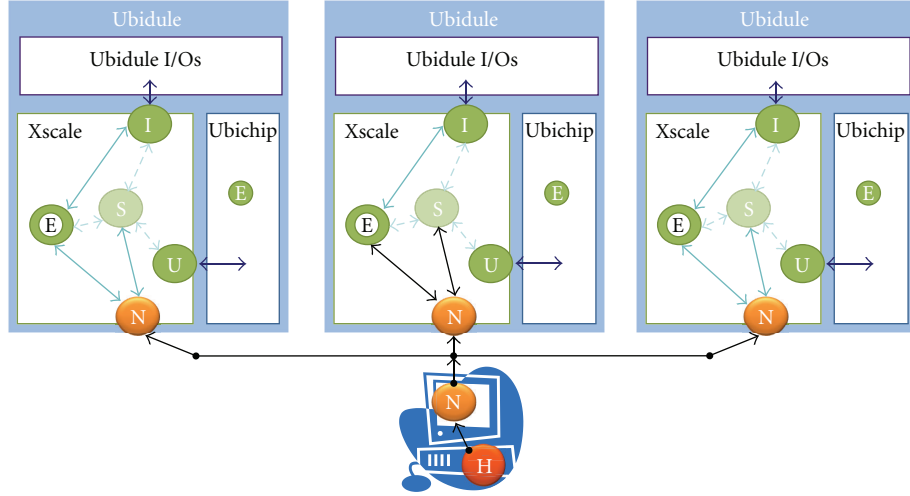 Ubidule Ubidule Ubidule
Ubidule I/Os Ubidule I/Os Ubidule I/Os
Xscale I Ubichip Xscale I Ubichip Xscale I Ubichip
E E E
S S S
E E E
U U U
N N N
N
H